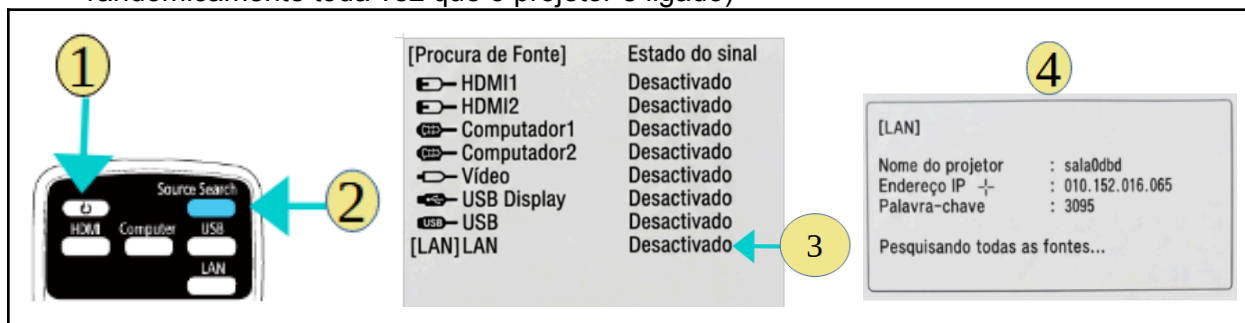 randomicamente toda vez que o projetor é ligado)
1
2
Source Search
HDMI Computer USB
LAN
[Procura de Fonte] Estado do sinal
HDMI1 Desactivado
HDMI2 Desactivado
Computador1 Desactivado
Computador2 Desactivado
Vídeo Desactivado
USB Display Desactivado
USB USB Desactivado
[LAN] LAN Desactivado
3
4
[LAN]
Nome do projetor : sala0dbd
Endereço IP : 010.152.016.065
Palavra-chave : 3095
Pesquisando todas as fontes...